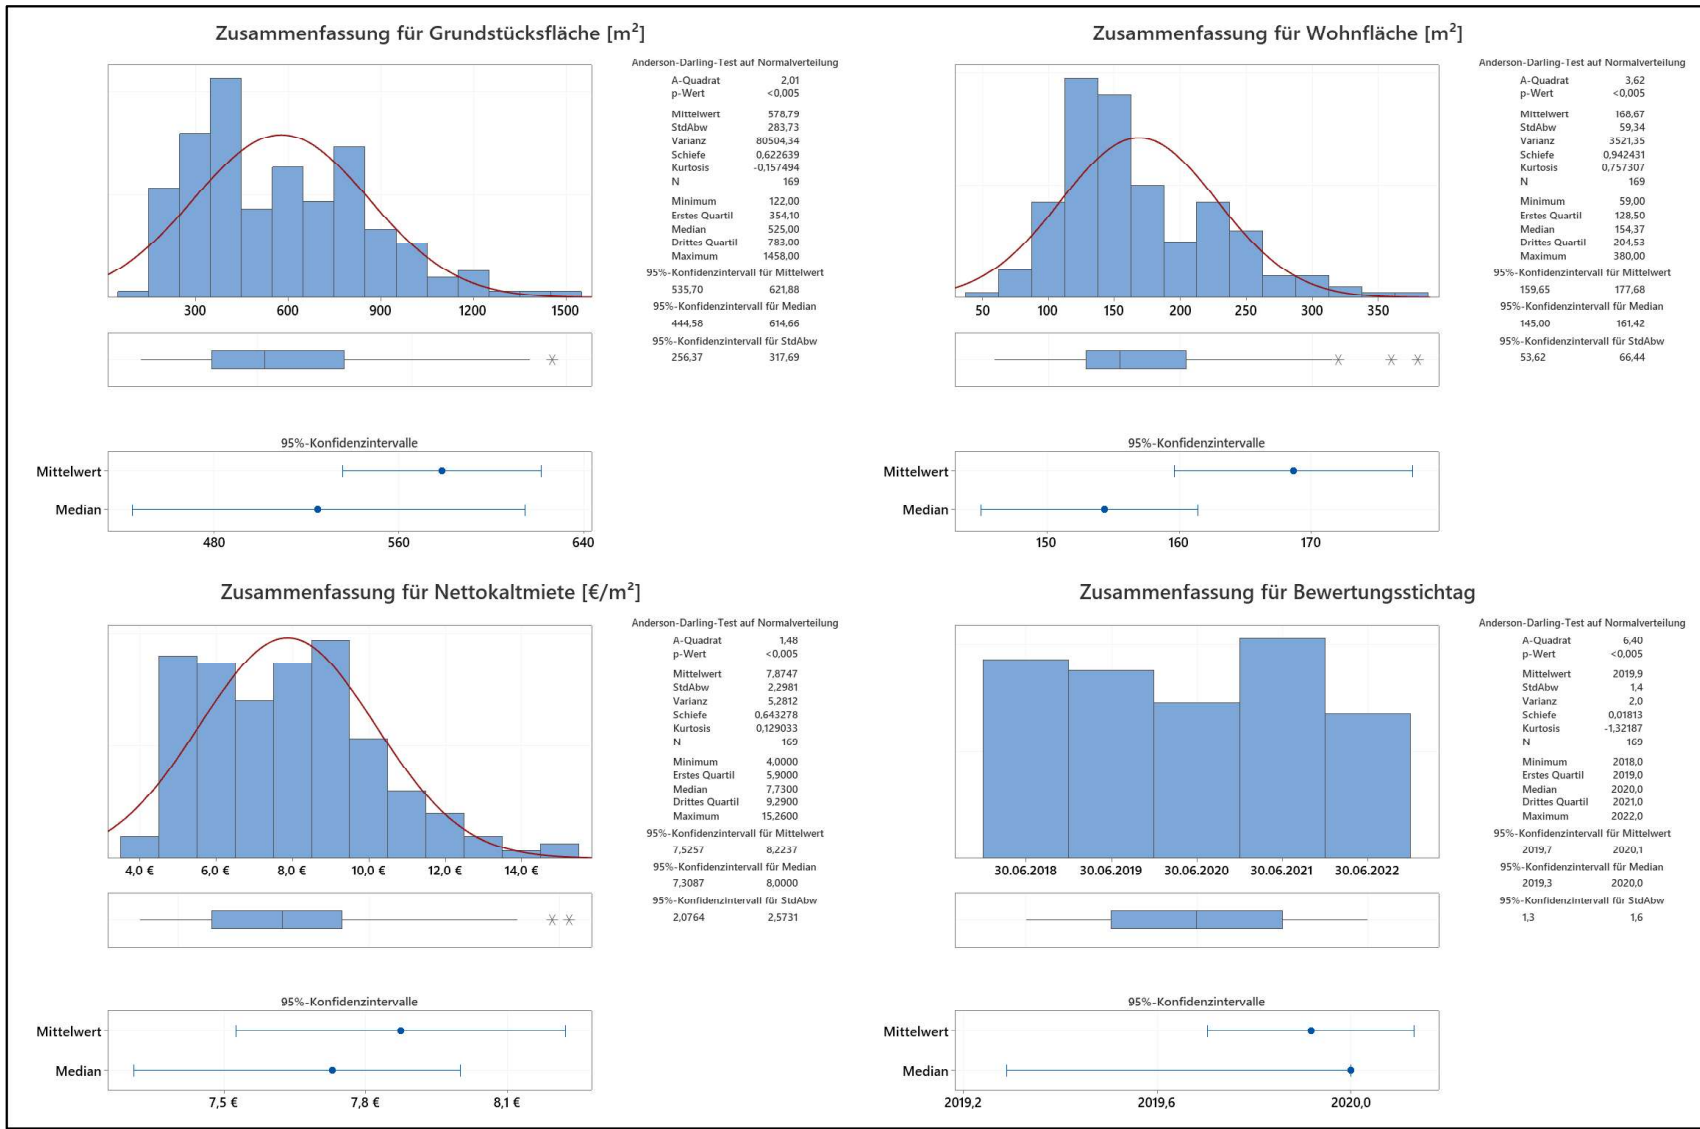 Zusammenfassung für Grundstücksfläche [m²]
Anderson-Darling-Test auf Normalverteilung
A-Quadrat 2,01
p-Wert <0,005
Mittelwert 578,79
StdAbw 283,73
Varianz 80504,34
Schiefe 0,622639
Kurtosis -0,157494
N 169
Minimum 122,00
Erstes Quartil 354,10
Median 525,00
Drittes Quartil 783,00
Maximum 1458,00
95%-Konfidenzintervall für Mittelwert
535,70 621,88
95%-Konfidenzintervall für Median
444,58 614,66
95%-Konfidenzintervall für StdAbw
256,37 317,69
300 600 900 1200 1500
95%-Konfidenzintervalle
Mittelwert
Median
480 560 640
Zusammenfassung für Wohnfläche [m²]
Anderson-Darling-Test auf Normalverteilung
A-Quadrat 3,62
p-Wert <0,005
Mittelwert 168,67
StdAbw 59,34
Varianz 3521,35
Schiefe 0,942431
Kurtosis 0,757307
N 169
Minimum 59,00
Erstes Quartil 128,50
Median 154,37
Drittes Quartil 204,53
Maximum 380,00
95%-Konfidenzintervall für Mittelwert
159,65 177,68
95%-Konfidenzintervall für Median
145,00 161,42
95%-Konfidenzintervall für StdAbw
53,62 66,44
50 100 150 200 250 300 350
95%-Konfidenzintervalle
Mittelwert
Median
150 160 170
Zusammenfassung für Nettokaltmiete [€/m²]
Anderson-Darling-Test auf Normalverteilung
A-Quadrat 1,48
p-Wert <0,005
Mittelwert 7,8747
StdAbw 2,2981
Varianz 5,2812
Schiefe 0,643278
Kurtosis 0,129033
N 169
Minimum 4,0000
Erstes Quartil 5,9000
Median 7,7300
Drittes Quartil 9,2900
Maximum 15,2600
95%-Konfidenzintervall für Mittelwert
7,5257 8,2237
95%-Konfidenzintervall für Median
7,3087 8,0000
95%-Konfidenzintervall für StdAbw
2,0764 2,5731
4,0 € 6,0 € 8,0 € 10,0 € 12,0 € 14,0 €
95%-Konfidenzintervalle
Mittelwert
Median
7,5 € 7,8 € 8,1 €
Zusammenfassung für Bewertungsstichtag
Anderson-Darling-Test auf Normalverteilung
A-Quadrat 6,40
p-Wert <0,005
Mittelwert 2019,9
StdAbw 1,4
Varianz 2,0
Schiefe 0,01813
Kurtosis -1,32187
N 169
Minimum 2018,0
Erstes Quartil 2019,0
Median 2020,0
Drittes Quartil 2021,0
Maximum 2022,0
95%-Konfidenzintervall für Mittelwert
2019,7 2020,1
95%-Konfidenzintervall für Median
2019,3 2020,0
95%-Konfidenzintervall für StdAbw
1,3 1,6
30.06.2018 30.06.2019 30.06.2020 30.06.2021 30.06.2022
95%-Konfidenzintervalle
Mittelwert
Median
2019,2 2019,6 2020,0